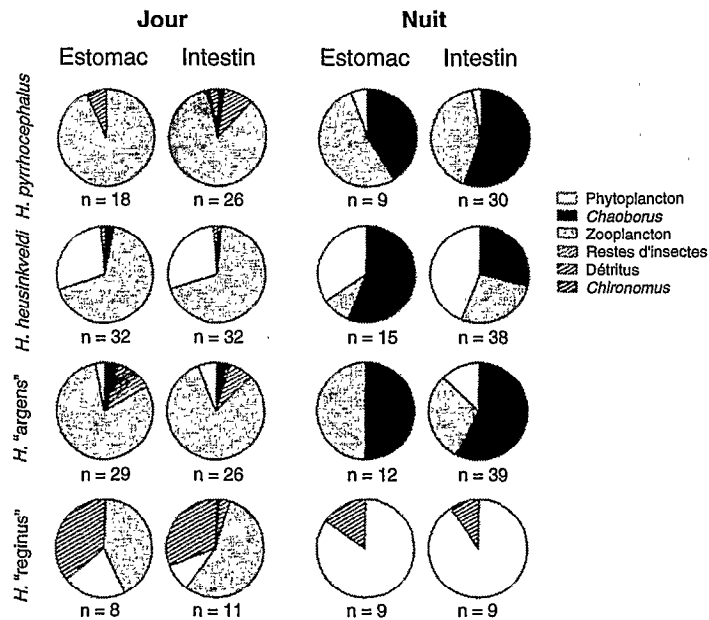 Jour
Nuit
Estomac
Intestin
Estomac
Intestin
H. pyrrhocephalus
n = 18
n = 26
n = 9
n = 30
Phytoplancton
Chaoborus
Zooplancton
Restes d'insectes
Détritus
Chironomus
H. heusinkveldi
n = 32
n = 32
n = 15
n = 38
H. "argens"
n = 29
n = 26
n = 12
n = 39
H. "reginus"
n = 8
n = 11
n = 9
n = 9